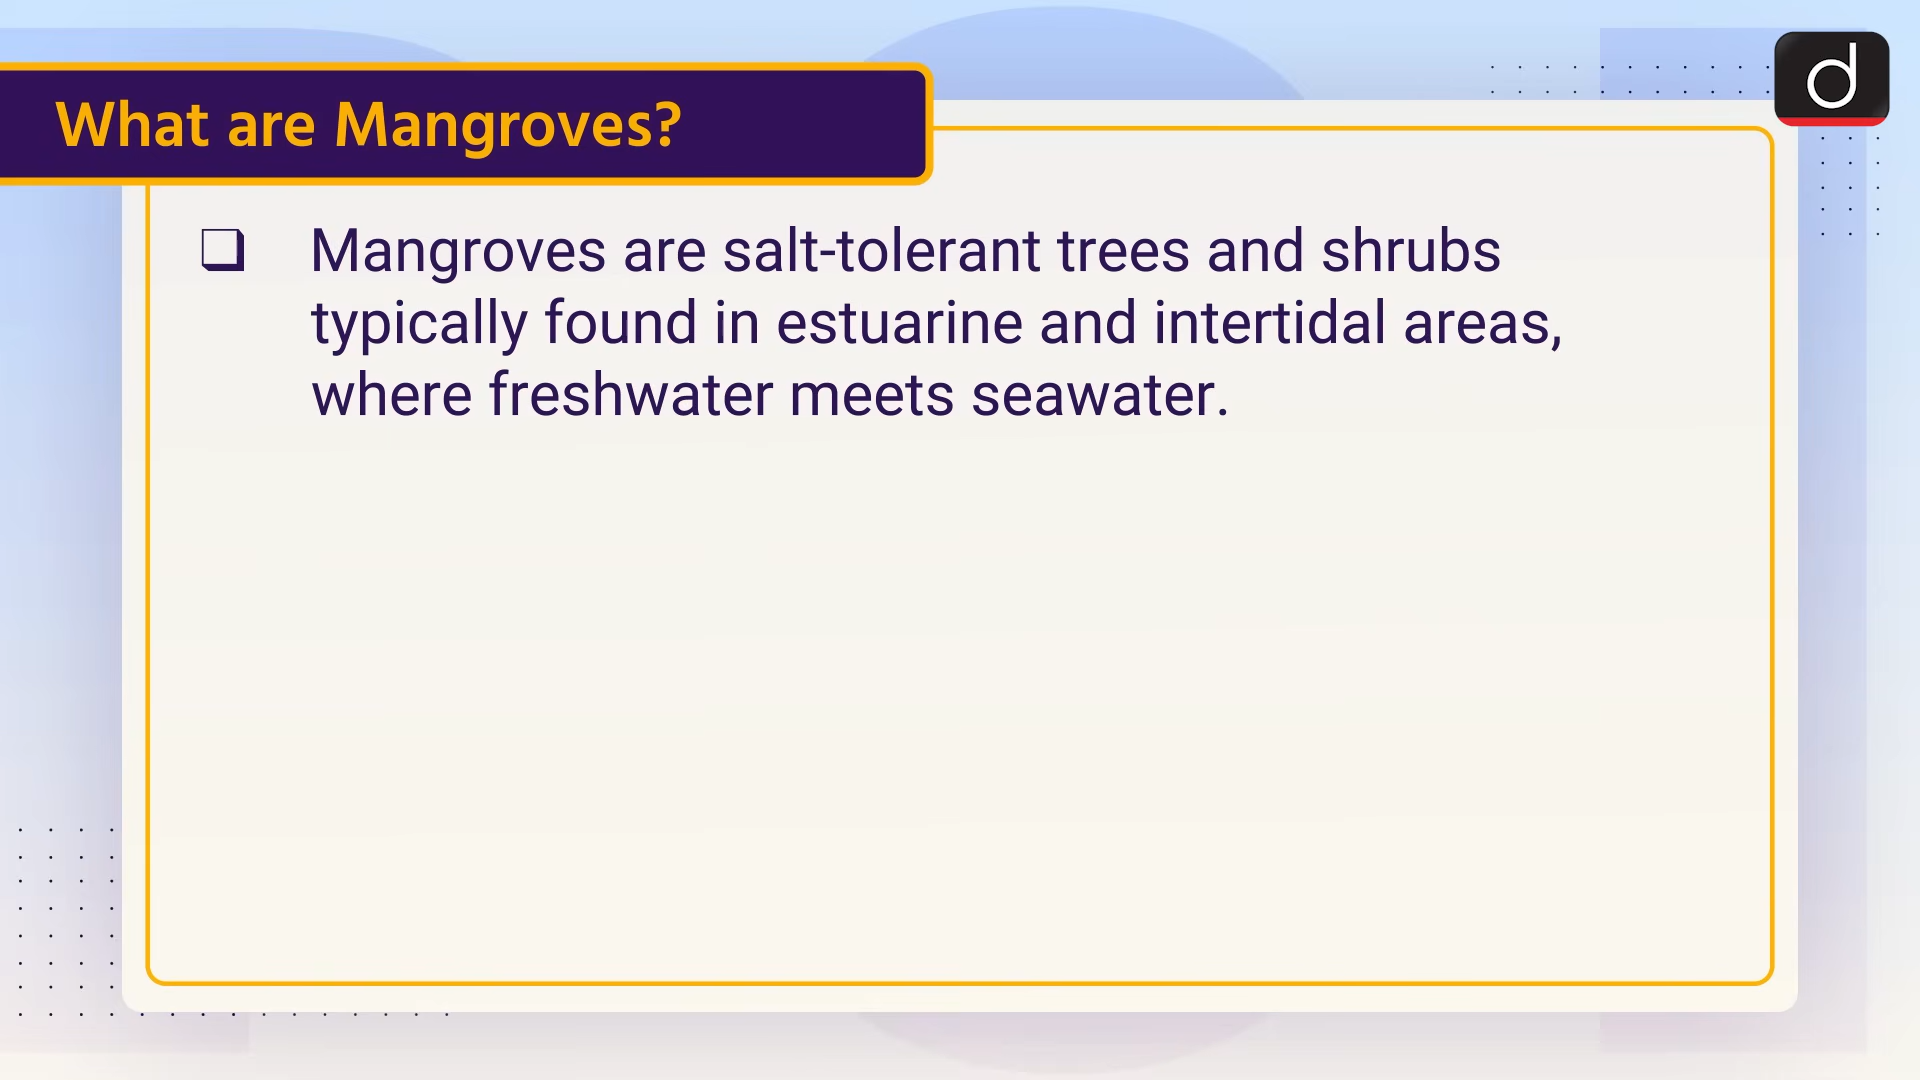 What are Mangroves?
❑ Mangroves are salt-tolerant trees and shrubs
typically found in estuarine and intertidal areas,
where freshwater meets seawater.
d